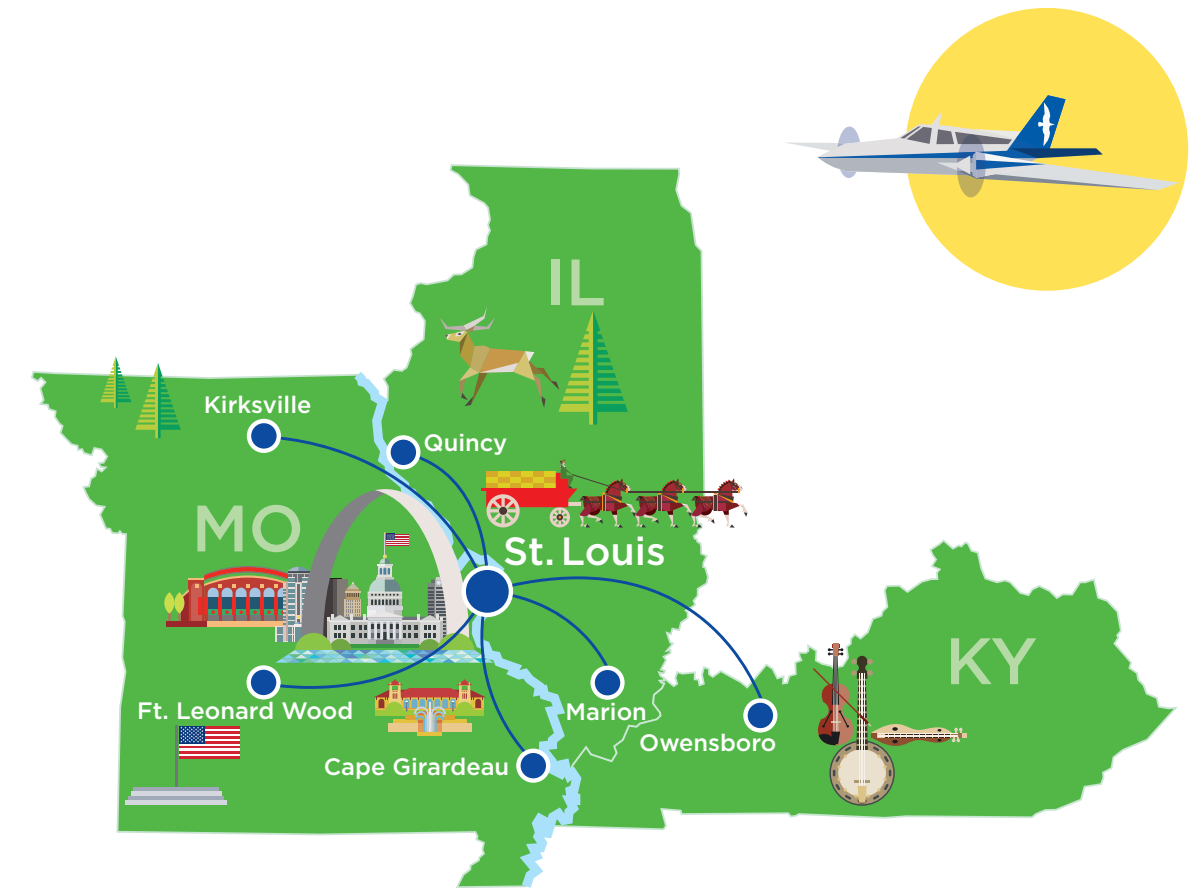 IL
Kirksville
Quincy
MO
St. Louis
KY
Ft. Leonard Wood
Marion
Owensboro
Cape Girardeau